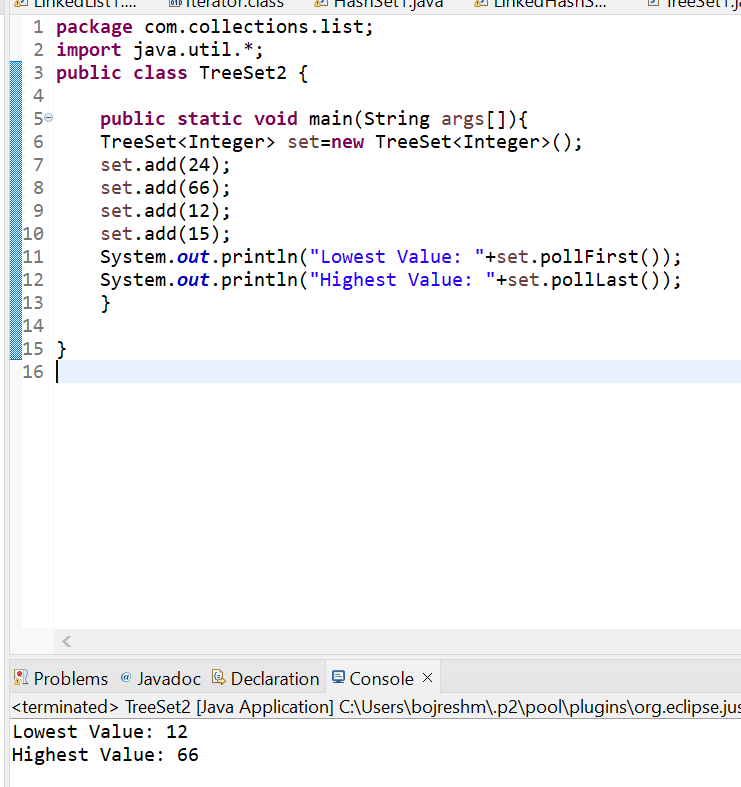 LinkedList1.... Iterator.class HashSet1.java LinkedHashS... TreeSet1.j
1 package com.collections.list;
2 import java.util.*;
3 public class TreeSet2 {
4
5 public static void main(String args[]){
6 TreeSet<Integer> set=new TreeSet<Integer>();
7 set.add(24);
8 set.add(66);
9 set.add(12);
10 set.add(15);
11 System.out.println("Lowest Value: "+set.pollFirst());
12 System.out.println("Highest Value: "+set.pollLast());
13 }
14
15 }
16
Problems @ Javadoc Declaration Console ×
<terminated> TreeSet2 [Java Application] C:\Users\bojreshm\.p2\pool\plugins\org.eclipse.jus
Lowest Value: 12
Highest Value: 66